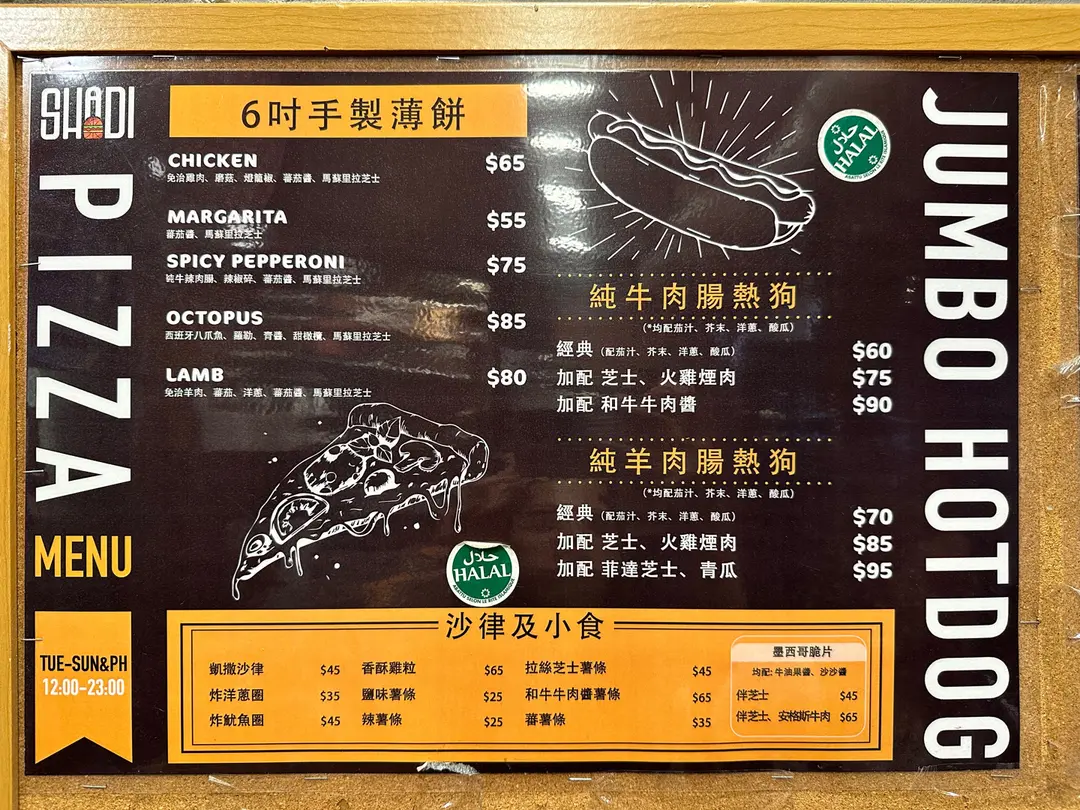 SHADI
PIZZA
MENU
TUE-SUN&PH
12:00-23:00
6吋手製薄餅
CHICKEN $65
免治雞肉、磨菇、燈籠椒、蕃茄醬、馬蘇里拉芝士
MARGARITA $55
蕃茄醬、馬蘇里拉芝士
SPICY PEPPERONI $75
純牛辣肉腸、辣椒碎、蕃茄醬、馬蘇里拉芝士
OCTOPUS $85
西班牙八爪魚、羅勒、青醬、甜橄欖、馬蘇里拉芝士
LAMB $80
免治羊肉、蕃茄、洋蔥、蕃茄醬、馬蘇里拉芝士
حلال
HALAL
JUMBO HOTDOG
حلال
HALAL
純牛肉腸熱狗
(*均配茄汁、芥末、洋蔥、酸瓜)
經典 (配茄汁、芥末、洋蔥、酸瓜) $60
加配 芝士、火雞煙肉 $75
加配 和牛牛肉醬 $90
純羊肉腸熱狗
(*均配茄汁、芥末、洋蔥、酸瓜)
經典 (配茄汁、芥末、洋蔥、酸瓜) $70
加配 芝士、火雞煙肉 $85
加配 菲達芝士、青瓜 $95
沙律及小食
凱撒沙律 $45
炸洋蔥圈 $35
炸魷魚圈 $45
香酥雞粒 $65
鹽味薯條 $25
辣薯條 $25
拉絲芝士薯條 $45
和牛牛肉醬薯條 $65
蕃薯條 $35
墨西哥脆片
均配: 牛油果醬、沙沙醬
伴芝士 $45
伴芝士、安格斯牛肉 $65